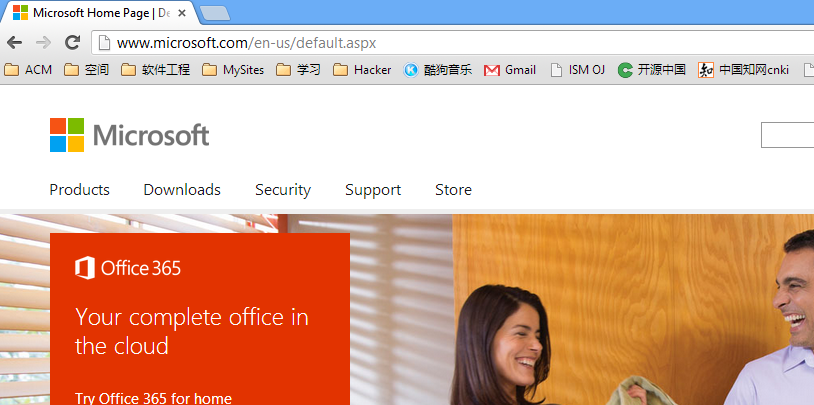 Microsoft Home Page | De
www.microsoft.com/en-us/default.aspx
ACM 空间 软件工程 MySites 学习 Hacker 酷狗音乐 Gmail ISM OJ 开源中国 知 中国知网cnki
Microsoft
Products Downloads Security Support Store
Office 365
Your complete office in
the cloud
Try Office 365 for home